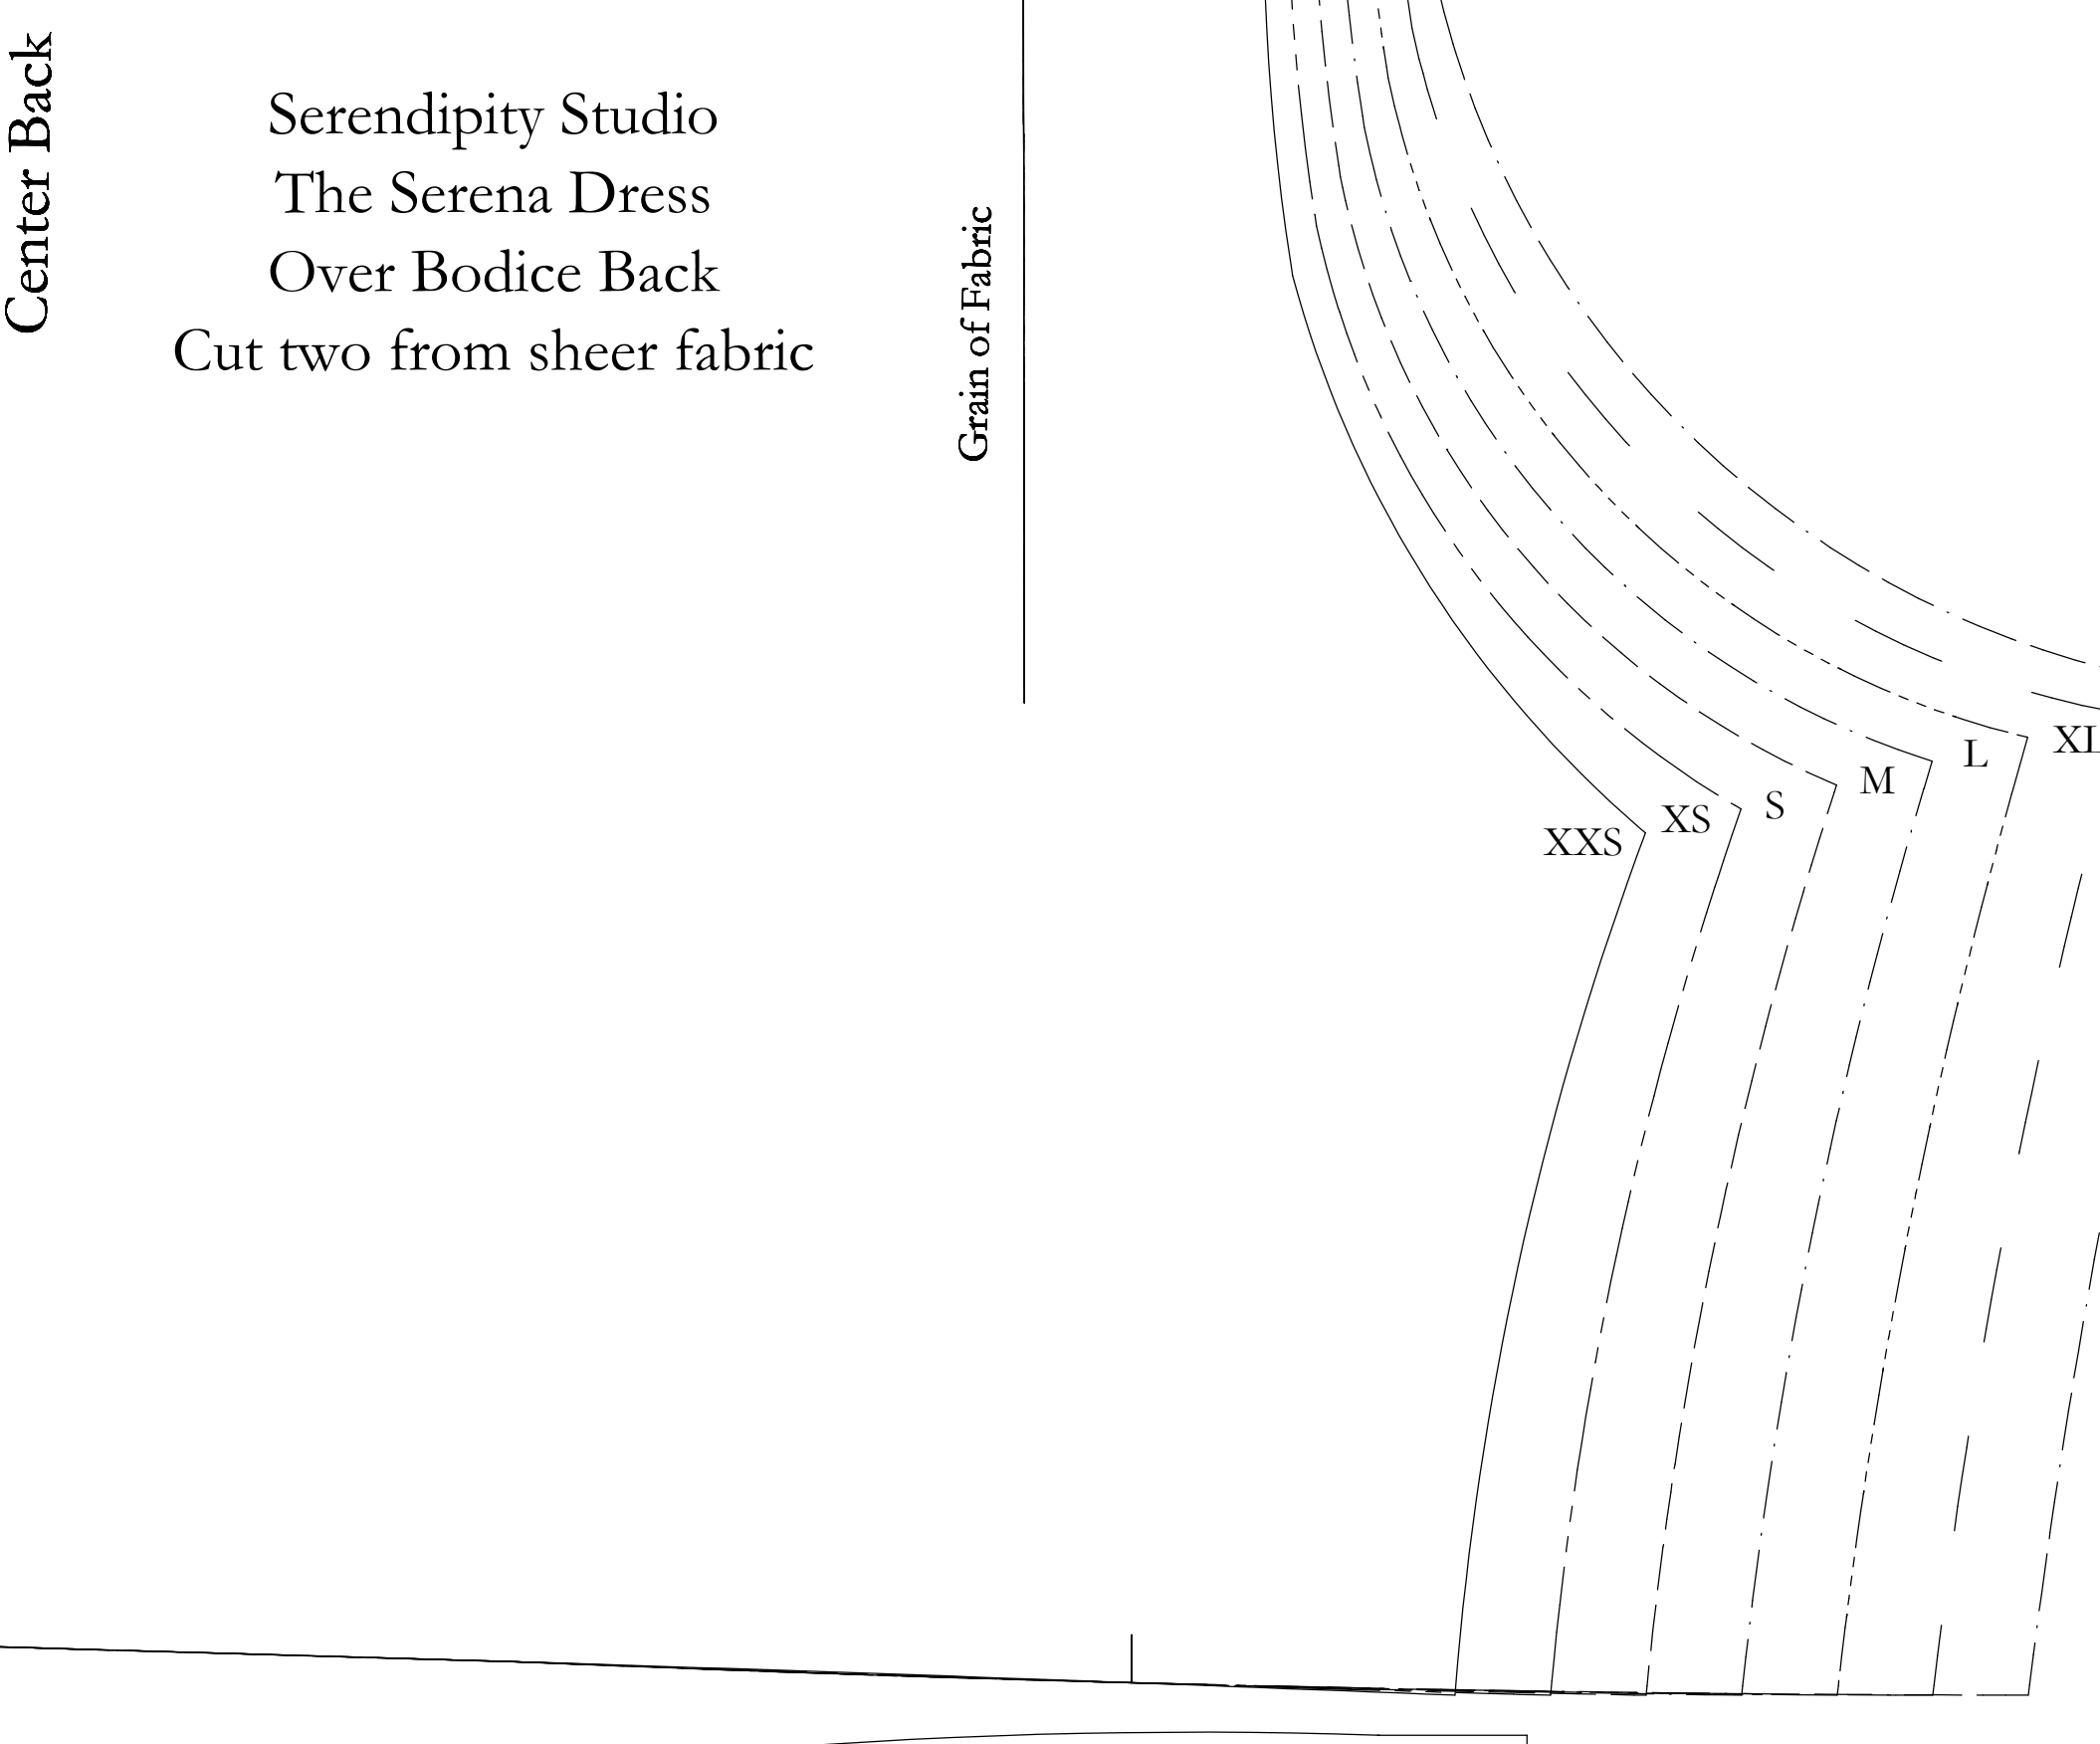 Center Back
Serendipity Studio
The Serena Dress
Over Bodice Back
Cut two from sheer fabric
Grain of Fabric
XXS
XS
S
M
L
XL